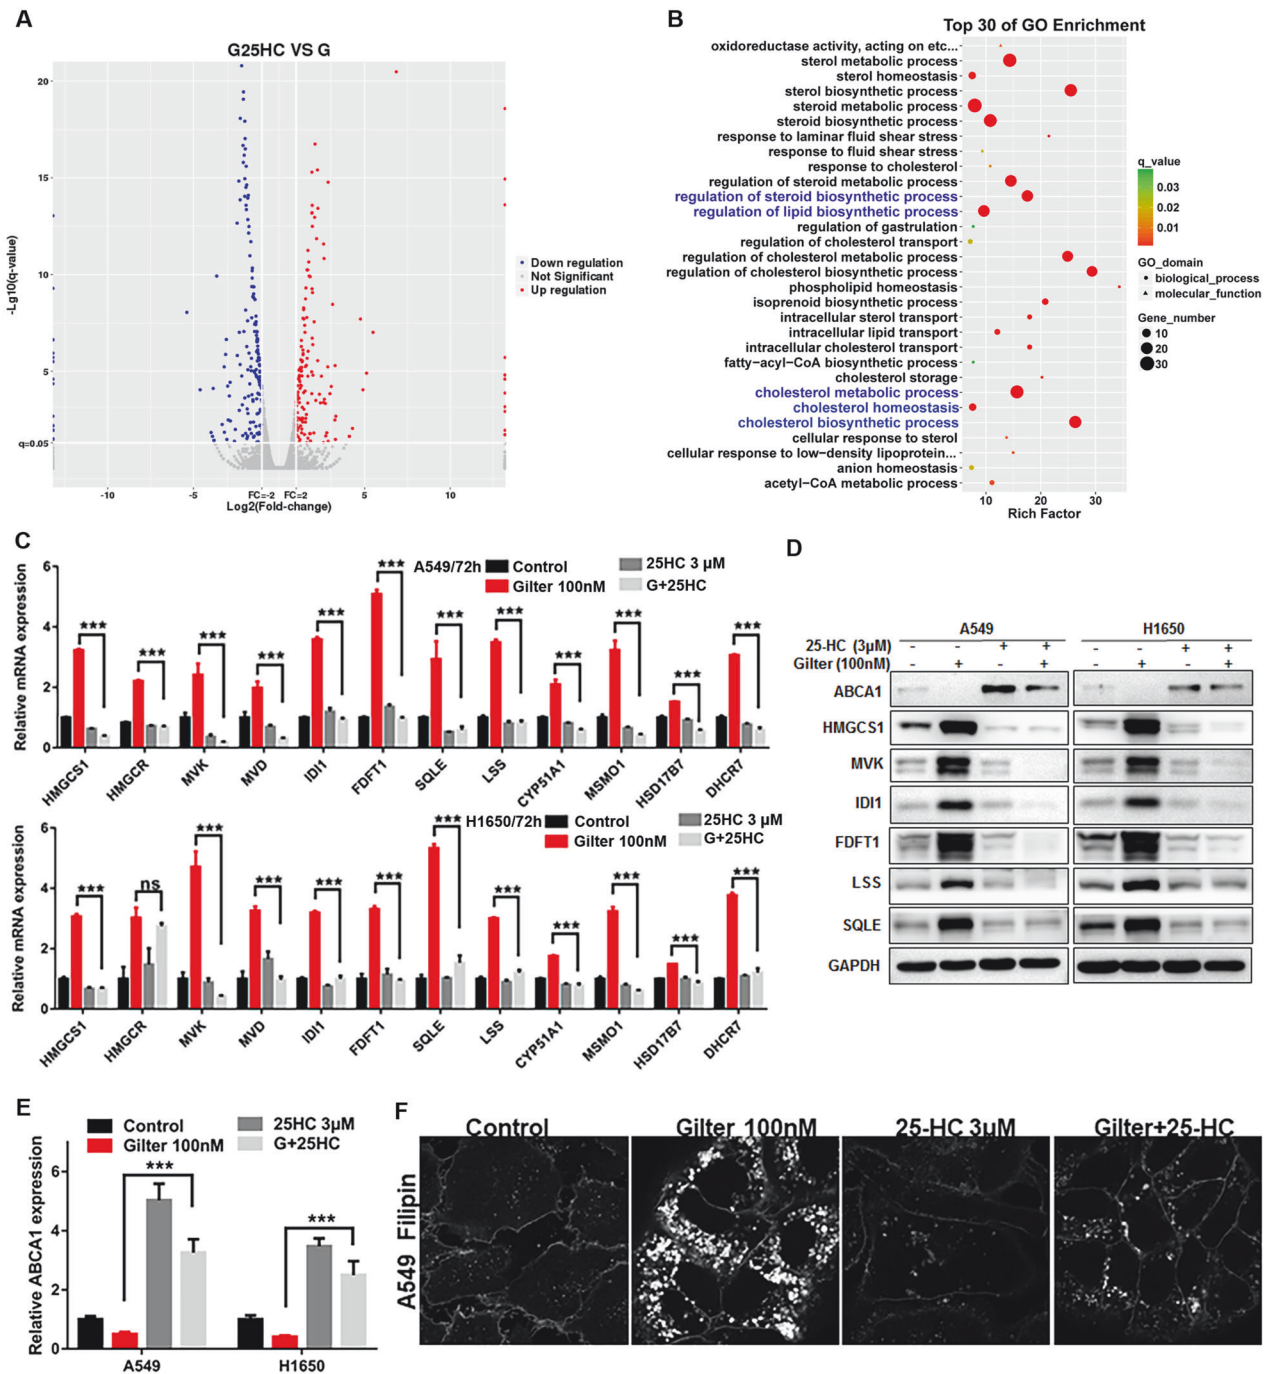 A
G25HC VS G
-Lg10(q-value)
20
15
10
5
q=0.05
-10
-5
FC=-2
FC=2
5
10
Log2(Fold-change)
Down regulation
Not Significant
Up regulation
B
Top 30 of GO Enrichment
oxidoreductase activity, acting on etc...
sterol metabolic process
sterol homeostasis
sterol biosynthetic process
steroid metabolic process
steroid biosynthetic process
response to laminar fluid shear stress
response to fluid shear stress
response to cholesterol
regulation of steroid metabolic process
regulation of steroid biosynthetic process
regulation of lipid biosynthetic process
regulation of gastrulation
regulation of cholesterol transport
regulation of cholesterol metabolic process
regulation of cholesterol biosynthetic process
phospholipid homeostasis
isoprenoid biosynthetic process
intracellular sterol transport
intracellular lipid transport
intracellular cholesterol transport
fatty-acyl-CoA biosynthetic process
cholesterol storage
cholesterol metabolic process
cholesterol homeostasis
cholesterol biosynthetic process
cellular response to sterol
cellular response to low-density lipoprotein...
anion homeostasis
acetyl-CoA metabolic process
10
20
30
Rich Factor
q_value
0.03
0.02
0.01
GO_domain
biological_process
molecular_function
Gene_number
10
20
30
C
A549/72h
Control
Gilter 100nM
25HC 3 μM
G+25HC
Relative mRNA expression
6
4
2
0
***
***
***
***
***
***
***
***
***
***
***
***
HMGCS1
HMGCR
MVK
MVD
IDI1
FDFT1
SQLE
LSS
CYP51A1
MSMO1
HSD17B7
DHCR7
H1650/72h
Control
Gilter 100nM
25HC 3 μM
G+25HC
Relative mRNA expression
6
4
2
0
***
ns
***
***
***
***
***
***
***
***
***
***
HMGCS1
HMGCR
MVK
MVD
IDI1
FDFT1
SQLE
LSS
CYP51A1
MSMO1
HSD17B7
DHCR7
D
A549
H1650
25-HC (3μM) - - + + - - + +
Gilter (100nM) - + - + - + - +
ABCA1
HMGCS1
MVK
IDI1
FDFT1
LSS
SQLE
GAPDH
E
Control
Gilter 100nM
25HC 3μM
G+25HC
Relative ABCA1 expression
6
4
2
0
***
***
A549
H1650
F
Control
Gilter 100nM
25-HC 3μM
Gilter+25-HC
A549 Filipin